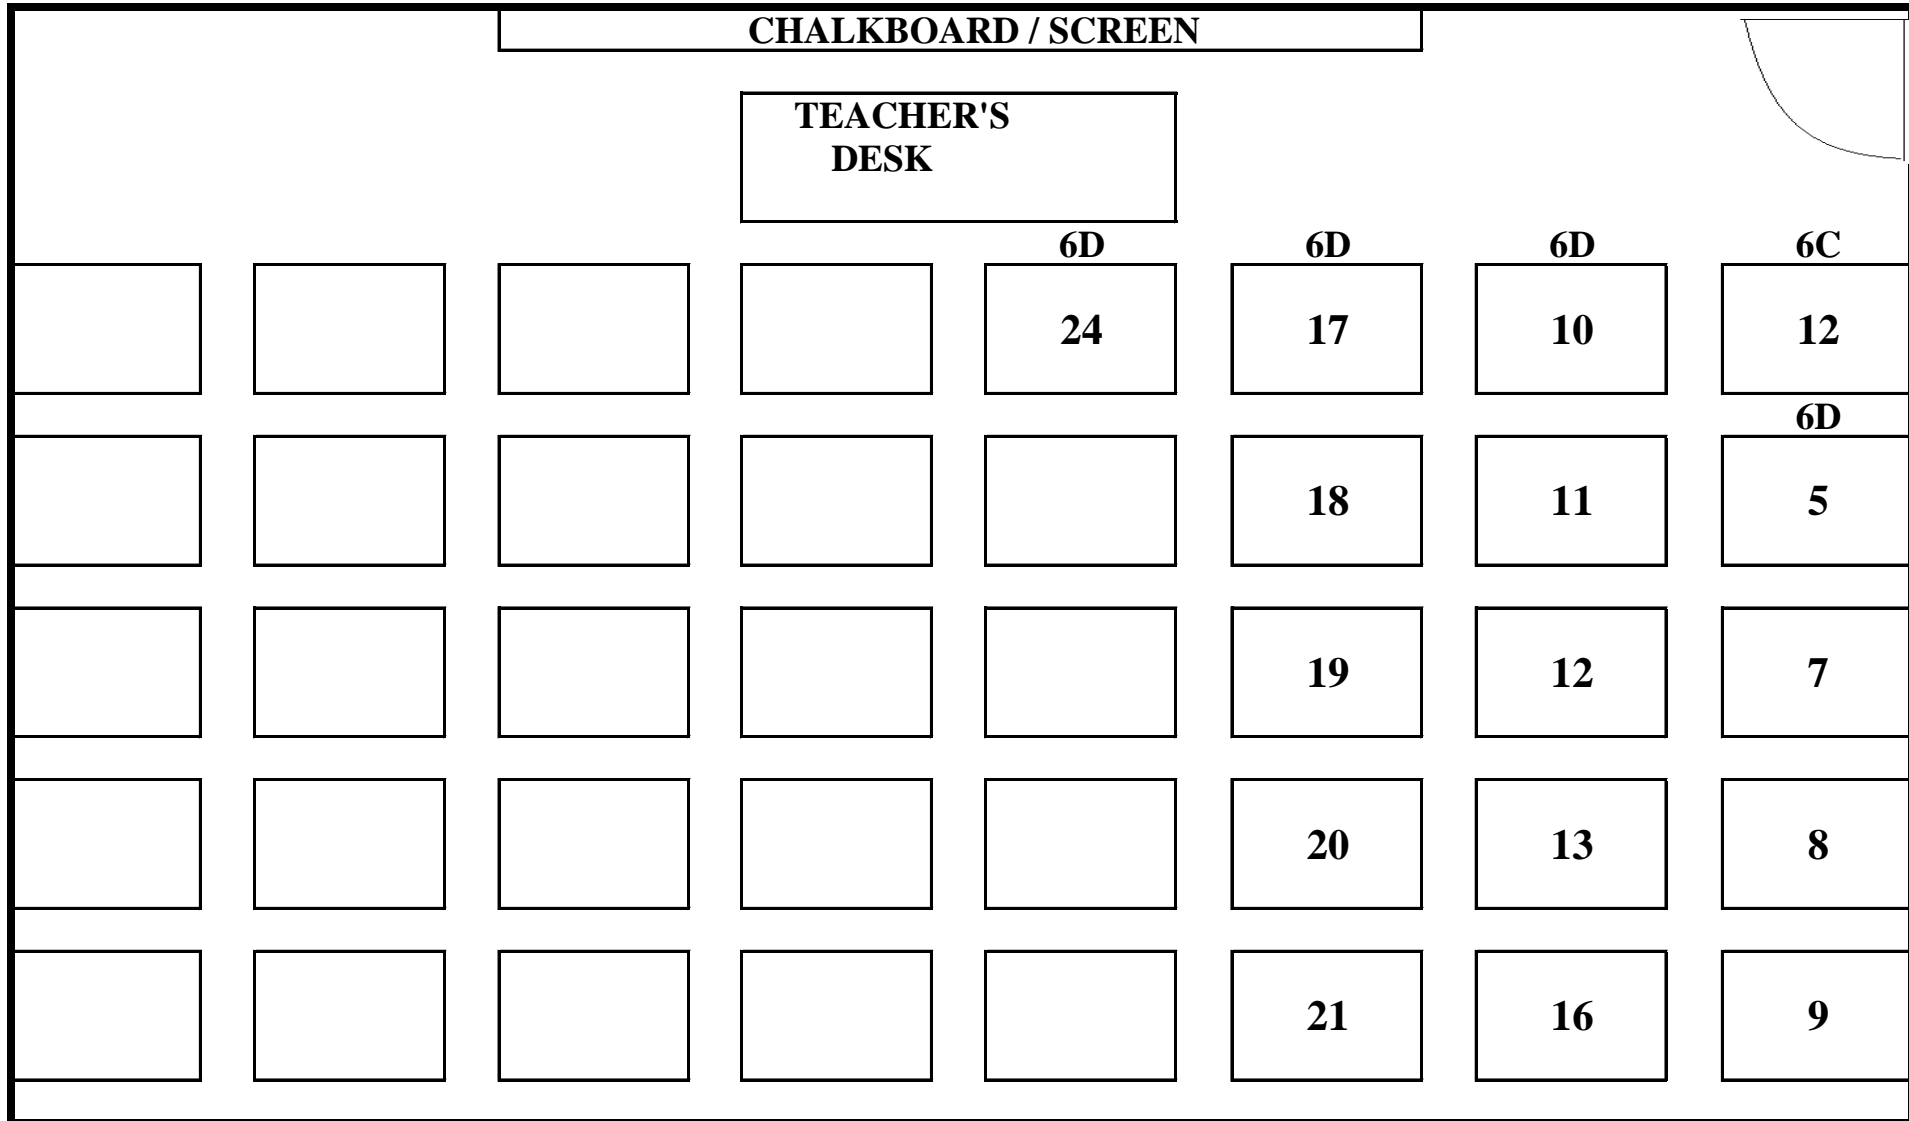 CHALKBOARD / SCREEN
TEACHER'S
DESK
6D 6D 6D 6C
24 17 10 12
6D
18 11 5
19 12 7
20 13 8
21 16 9